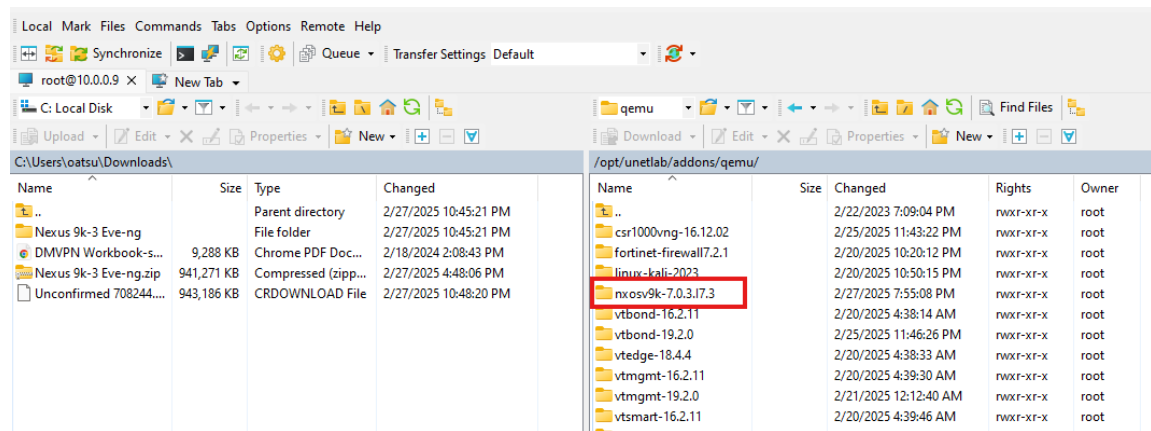 Local Mark Files Commands Tabs Options Remote Help
Synchronize Queue Transfer Settings Default
root@10.0.0.9 × New Tab
C: Local Disk
Upload Edit Properties New
C:\Users\oatsu\Downloads\
Name Size Type Changed
.. Parent directory 2/27/2025 10:45:21 PM
Nexus 9k-3 Eve-ng File folder 2/27/2025 10:45:21 PM
DMVPN Workbook-s... 9,288 KB Chrome PDF Doc... 2/18/2024 2:08:43 PM
Nexus 9k-3 Eve-ng.zip 941,271 KB Compressed (zipp... 2/27/2025 4:48:06 PM
Unconfirmed 708244.... 943,186 KB CRDOWNLOAD File 2/27/2025 10:48:20 PM
qemu Find Files
Download Edit Properties New
/opt/unetlab/addons/qemu/
Name Size Changed Rights Owner
.. 2/22/2023 7:09:04 PM rwxr-xr-x root
csr1000vng-16.12.02 2/25/2025 11:43:22 PM rwxr-xr-x root
fortinet-firewall7.2.1 2/20/2025 10:20:12 PM rwxr-xr-x root
linux-kali-2023 2/20/2025 10:50:15 PM rwxr-xr-x root
nxosv9k-7.0.3.I7.3 2/27/2025 7:55:08 PM rwxr-xr-x root
vtbond-16.2.11 2/20/2025 4:38:14 AM rwxr-xr-x root
vtbond-19.2.0 2/25/2025 11:46:26 PM rwxr-xr-x root
vtedge-18.4.4 2/20/2025 4:38:33 AM rwxr-xr-x root
vtmgmt-16.2.11 2/20/2025 4:39:30 AM rwxr-xr-x root
vtmgmt-19.2.0 2/21/2025 12:12:40 AM rwxr-xr-x root
vtsmart-16.2.11 2/20/2025 4:39:46 AM rwxr-xr-x root